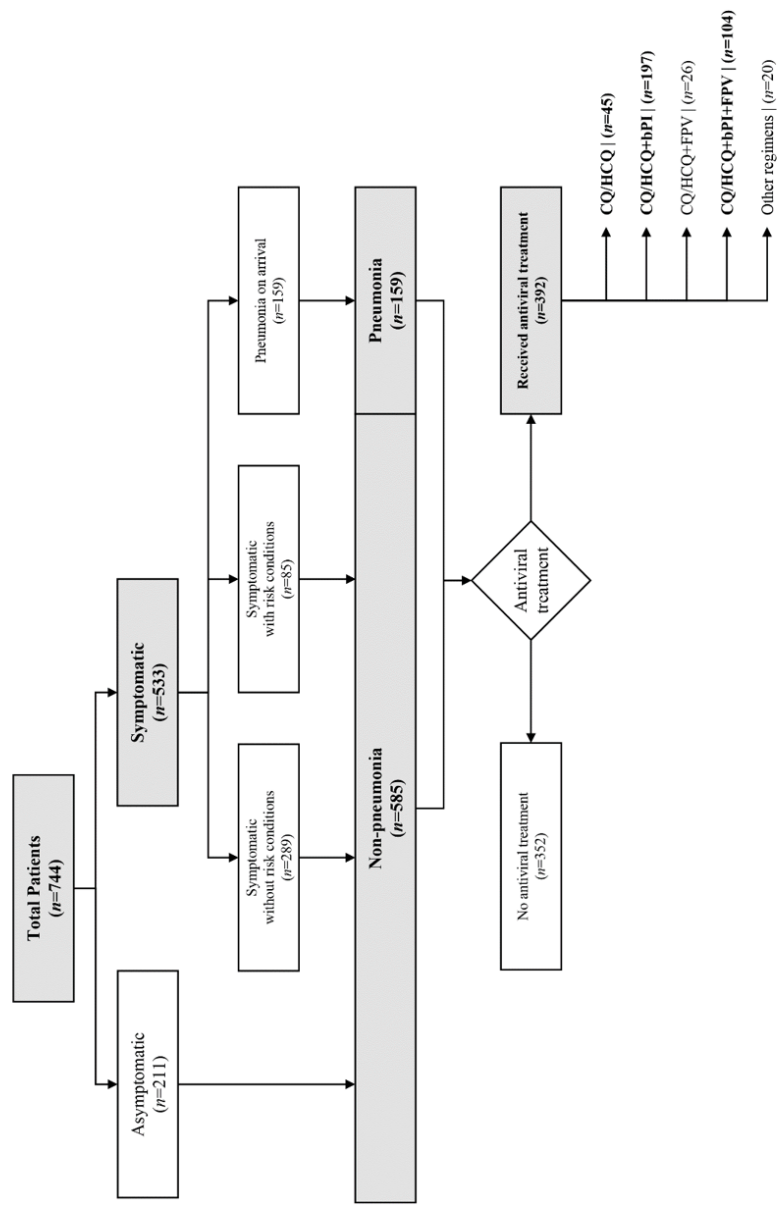 Total Patients
(n=744)
Asymptomatic
(n=211)
Symptomatic
(n=533)
Symptomatic
without risk conditions
(n=289)
Symptomatic
with risk conditions
(n=85)
Pneumonia on arrival
(n=159)
Non-pneumonia
(n=585)
Pneumonia
(n=159)
Antiviral
treatment
No antiviral treatment
(n=352)
Received antiviral treatment
(n=392)
CQ/HCQ | (n=45)
CQ/HCQ+bPI | (n=197)
CQ/HCQ+FPV | (n=26)
CQ/HCQ+bPI+FPV | (n=104)
Other regimens | (n=20)